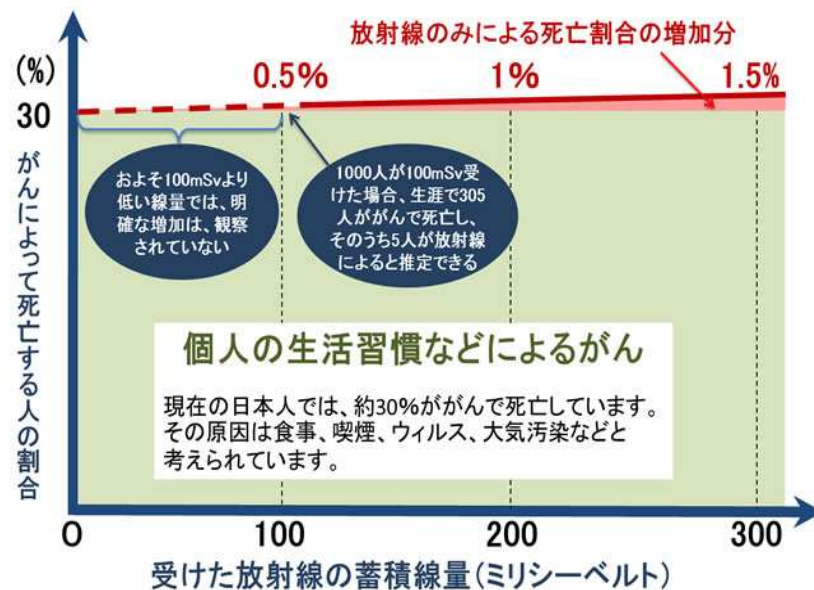 放射線のみによる死亡割合の増加分
(%)
0.5%
1%
1.5%
30
がんによって死亡する人の割合
およそ100mSvより
低い線量では、明
確な増加は、観察
されていない
1000人が100mSv受
けた場合、生涯で305
人ががんで死亡し、
そのうち5人が放射線
によると推定できる
個人の生活習慣などによるがん
現在の日本人では、約30%ががんで死亡しています。
その原因は食事、喫煙、ウィルス、大気汚染などと
考えられています。
O
100
200
300
受けた放射線の蓄積線量(ミリシーベルト)